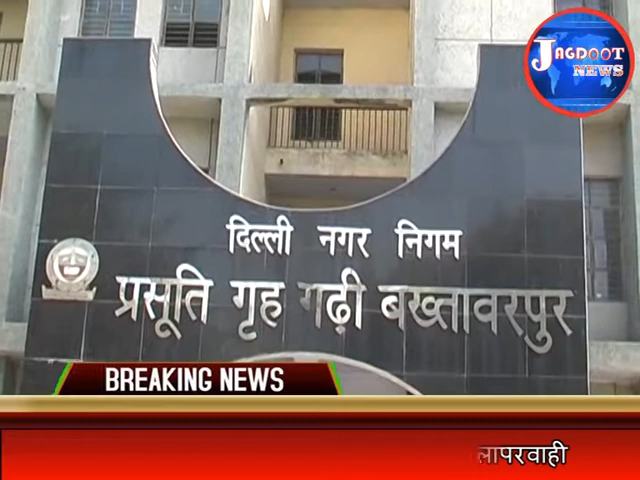 JAGDOOT
NEWS
दिल्ली नगर निगम
प्रसूति गृह गढ़ी बख्तावरपुर
BREAKING NEWS
लापरवाही